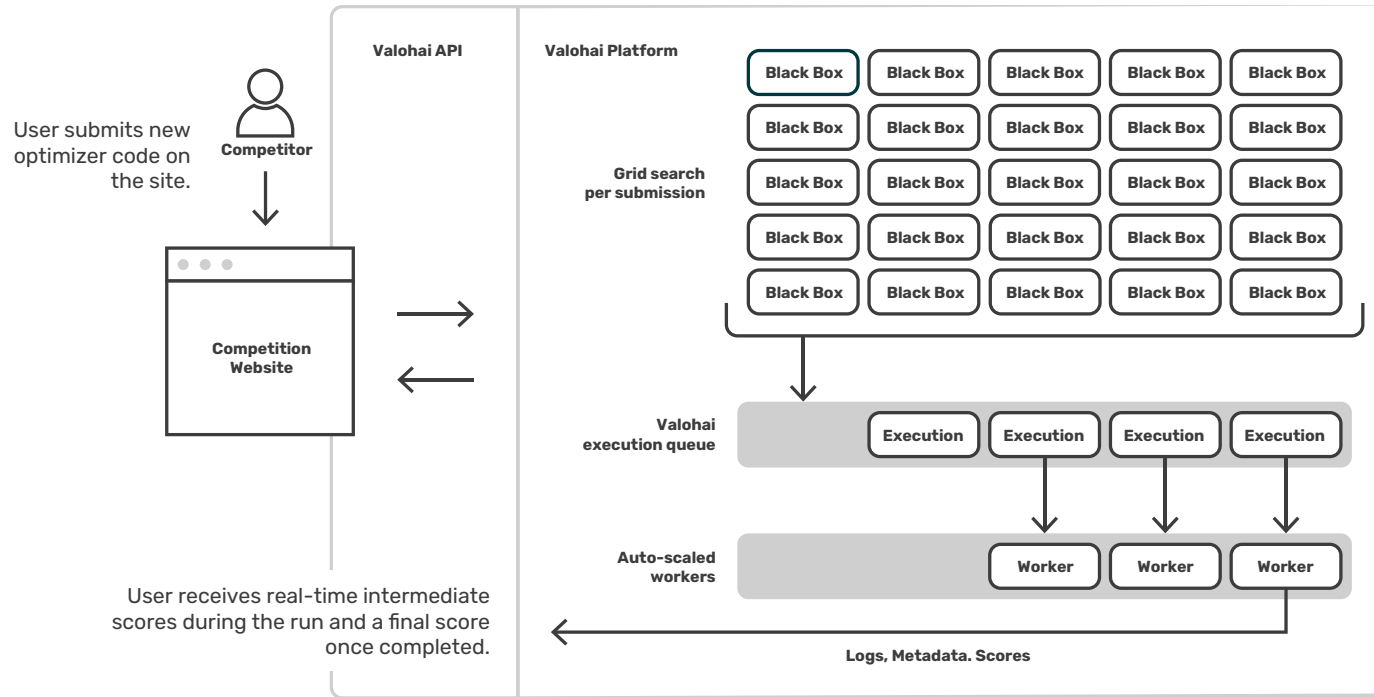 Valohai API
Valohai Platform
User submits new
optimizer code on
the site.
Competitor
Black Box Black Box Black Box Black Box Black Box
Black Box Black Box Black Box Black Box Black Box
Grid search
per submission
Black Box Black Box Black Box Black Box Black Box
Black Box Black Box Black Box Black Box Black Box
Black Box Black Box Black Box Black Box Black Box
Competition
Website
Valohai
execution queue
Execution Execution Execution Execution
Auto-scaled
workers
Worker Worker Worker
User receives real-time intermediate
scores during the run and a final score
once completed.
Logs, Metadata. Scores